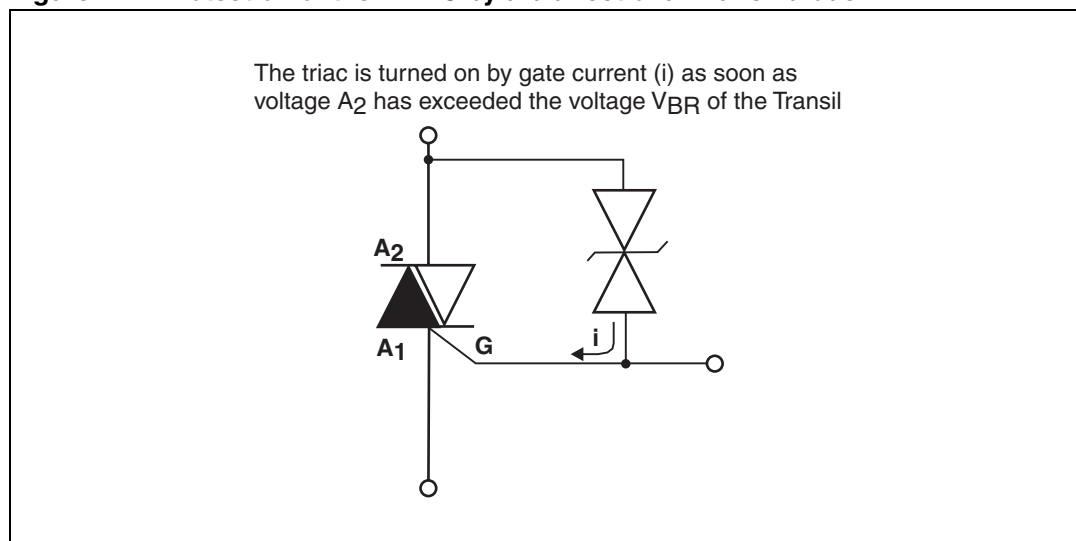 The triac is turned on by gate current (i) as soon as
voltage A2 has exceeded the voltage VBR of the Transil
A2
A1
G
i